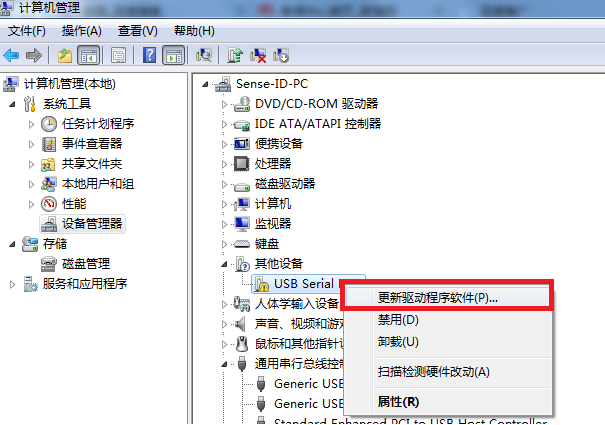 计算机管理
文件(F) 操作(A) 查看(V) 帮助(H)
计算机管理(本地)
系统工具
任务计划程序
事件查看器
共享文件夹
本地用户和组
性能
设备管理器
存储
磁盘管理
服务和应用程序
Sense-ID-PC
DVD/CD-ROM 驱动器
IDE ATA/ATAPI 控制器
便携设备
处理器
磁盘驱动器
计算机
监视器
键盘
其他设备
USB Serial
人体学输入设备
声音、视频和游
鼠标和其他指针
通用串行总线控
Generic USB
Generic USB
Standard Enhanced PCI to USB Host Controller
更新驱动程序软件(P)...
禁用(D)
卸载(U)
扫描检测硬件改动(A)
属性(R)